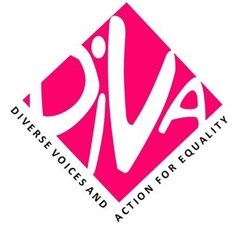 DiVA
DIVERSE VOICES AND
ACTION FOR EQUALITY